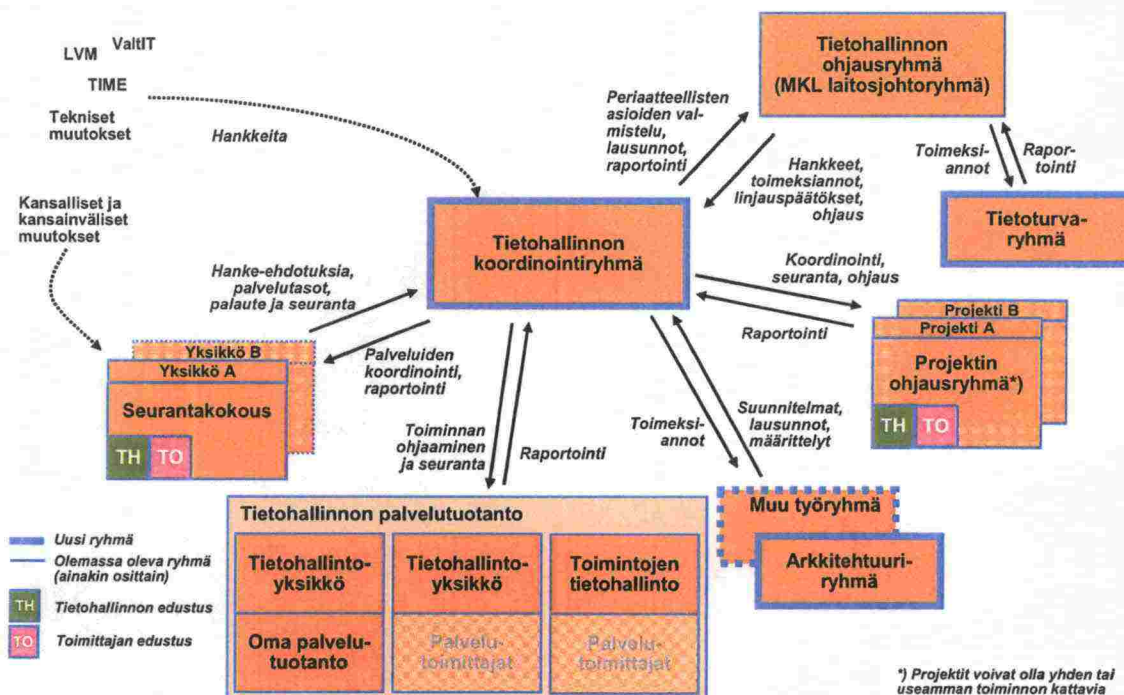 LVM ValtIT
TIME
Tekniset
muutokset
Hankkeita
Kansalliset ja
kansainväliset
muutokset
Tietohallinnon
ohjausryhmä
(MKL laitosjohtoryhmä)
Periaatteellisten
asioiden val-
mistelu,
lausunnot,
raportointi
Hankkeet,
toimeksiannot,
linjauspäätökset,
ohjaus
Toimeksi-
annot
Rapor-
tointi
Tietoturva-
ryhmä
Tietohallinnon
koordinointiryhmä
Hanke-ehdotuksia,
palvelutasot,
palaute ja seuranta
Palveluiden
koordinointi,
raportointi
Koordinointi,
seuranta, ohjaus
Raportointi
Yksikkö B
Yksikkö A
Seurantakokous
TH TO
Projekti B
Projekti A
Projektin
ohjausryhmä*)
TH TO
Toiminnan
ohjaaminen
ja seuranta
Raportointi
Toimeksi-
annot
Suunnitelmat,
lausunnot,
määrittelyt
Muu työryhmä
Arkkitehtuuri-
ryhmä
Tietohallinnon palvelutuotanto
Tietohallinto-
yksikkö
Oma palvelu-
tuotanto
Tietohallinto-
yksikkö
Palvelu-
toimittajat
Toimintojen
tietohallinto
Palvelu-
toimittajat
Uusi ryhmä
Olemassa oleva ryhmä
(ainakin osittain)
TH Tietohallinnon edustus
TO Toimittajan edustus
*) Projektit voivat olla yhden tai
useamman toiminnon kattavia